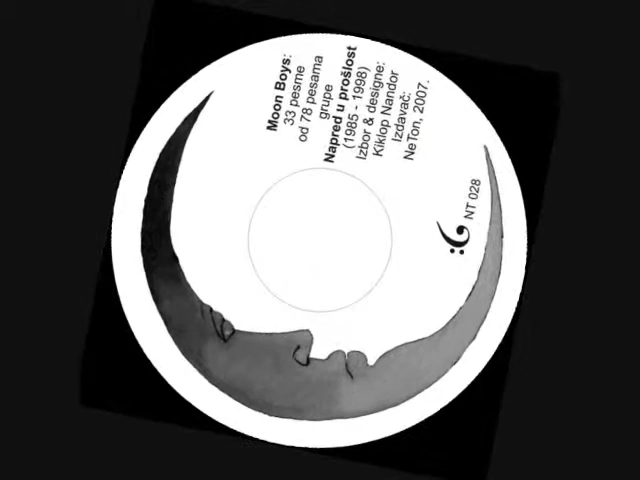 Moon Boys:
33 pesme
od 78 pesama
grupe
Napred u prošlost
(1985 - 1998)
Izbor & designe:
Kiklop Nandor
Izdavač:
NeTon, 2007.
NT 028